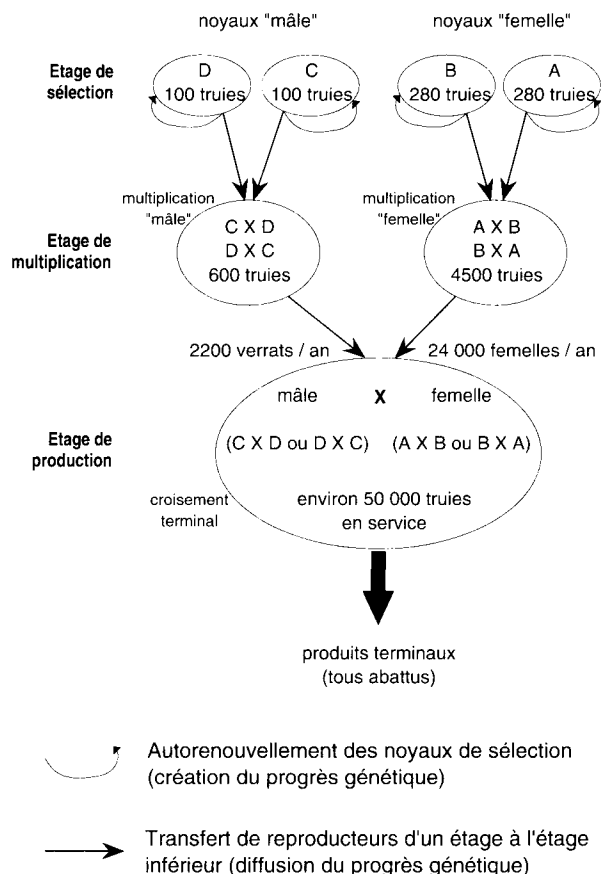 noyaux "mâle"
noyaux "femelle"
Etage de
sélection
D
100 truies
C
100 truies
B
280 truies
A
280 truies
multiplication
"mâle"
multiplication
"femelle"
Etage de
multiplication
C X D
D X C
600 truies
A X B
B X A
4500 truies
2200 verrats / an
24 000 femelles / an
mâle X femelle
Etage de
production
(C X D ou D X C) (A X B ou B X A)
croisement
terminal
environ 50 000 truies
en service
produits terminaux
(tous abattus)
Autorenouvellement des noyaux de sélection
(création du progrès génétique)
Transfert de reproducteurs d'un étage à l'étage
inférieur (diffusion du progrès génétique)